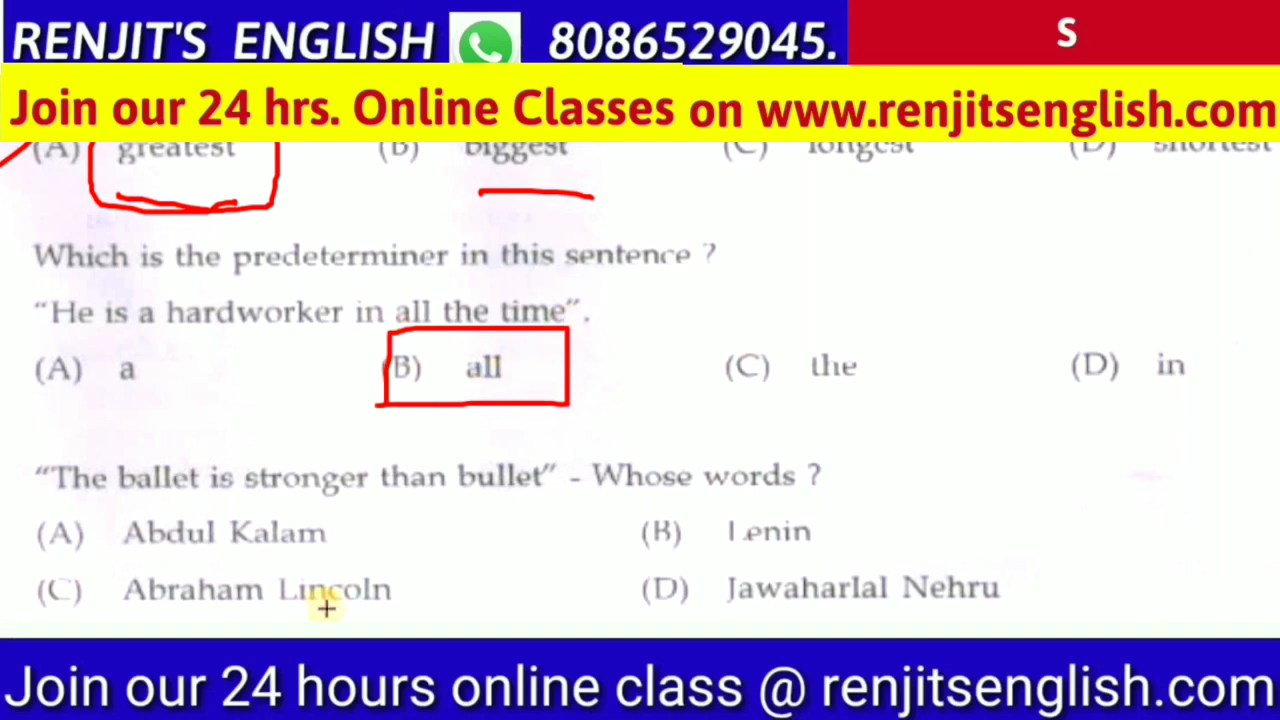 RENJIT'S ENGLISH 8086529045.
S
Join our 24 hrs. Online Classes on www.renjitsenglish.com
(A) greatest (B) biggest (C) longest (D) shortest
Which is the predeterminer in this sentence ?
“He is a hardworker in all the time”.
(A) a (B) all (C) the (D) in
“The ballet is stronger than bullet” - Whose words ?
(A) Abdul Kalam (B) Lenin
(C) Abraham Lincoln (D) Jawaharlal Nehru
Join our 24 hours online class @ renjitsenglish.com